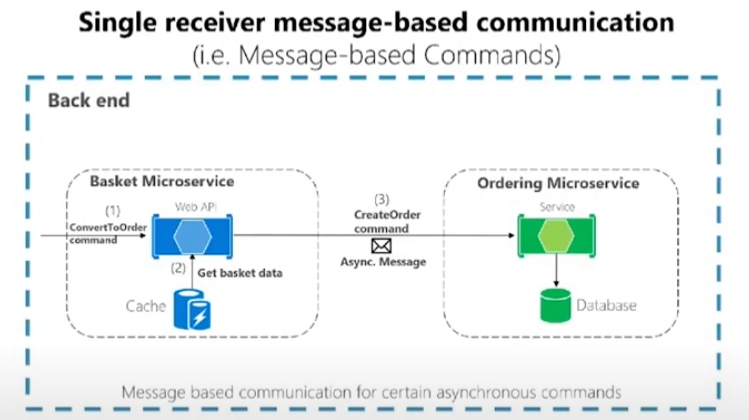 Single receiver message-based communication
(i.e. Message-based Commands)
Back end
Basket Microservice
Web API
(1)
ConvertToOrder
command
(2)
Get basket data
Cache
(3)
CreateOrder
command
Async. Message
Ordering Microservice
Service
Database
Message based communication for certain asynchronous commands